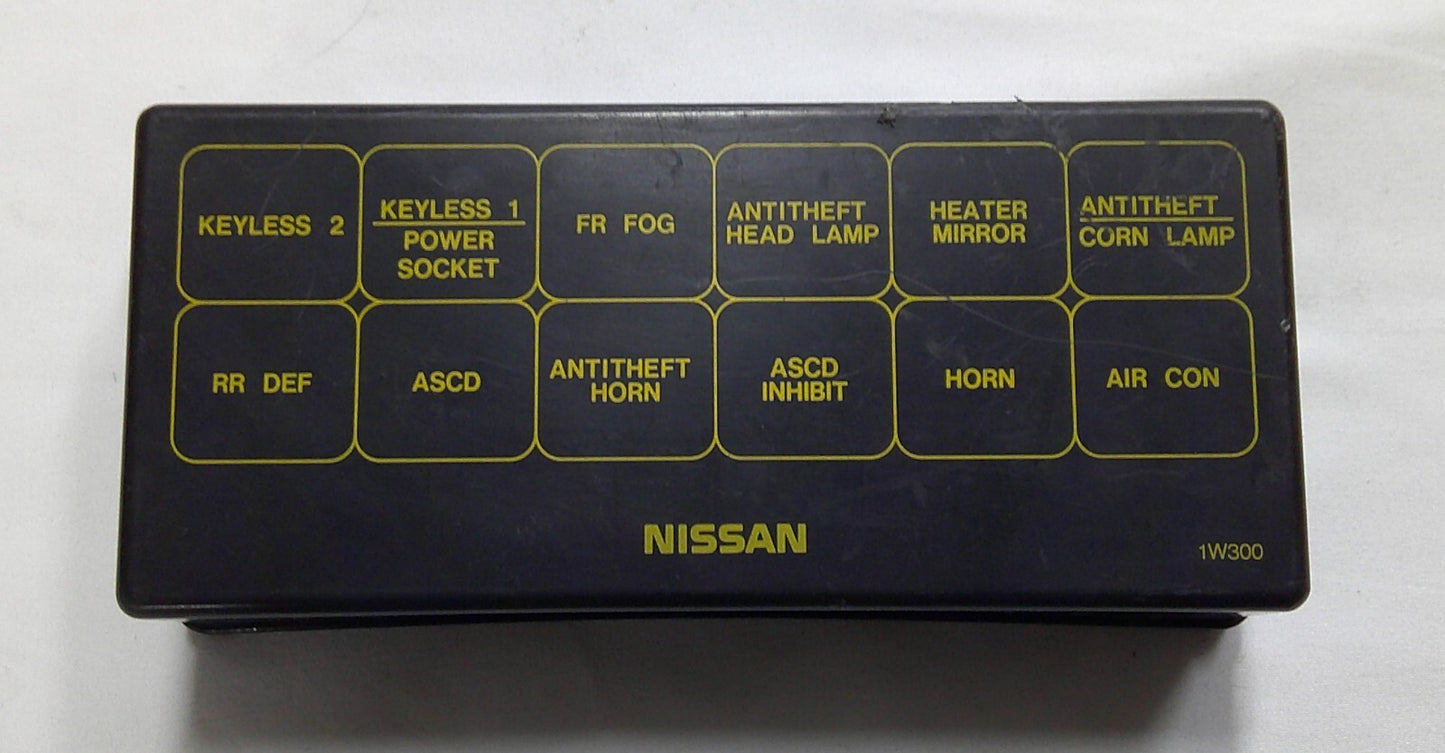 KEYLESS 2
KEYLESS 1
POWER
SOCKET
FR FOG
ANTITHEFT
HEAD LAMP
HEATER
MIRROR
ANTITHEFT
CORN LAMP
RR DEF
ASCD
ANTITHEFT
HORN
ASCD
INHIBIT
HORN
AIR CON
NISSAN
1W300